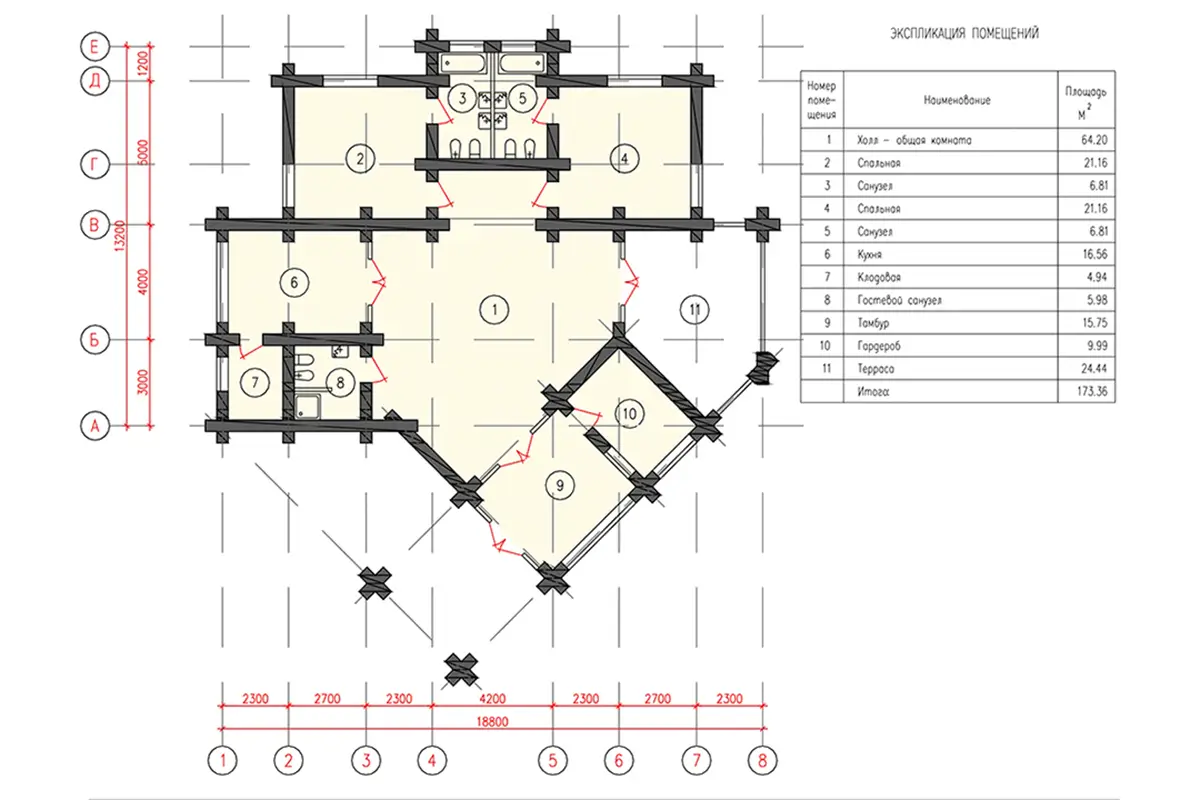 ЭКСПЛИКАЦИЯ ПОМЕЩЕНИЙ
Номер поме-щения Наименование Площадь м2
1 Холл – общая комната 64.20
2 Спальная 21.16
3 Санузел 6.81
4 Спальная 21.16
5 Санузел 6.81
6 Кухня 16.56
7 Кладовая 4.94
8 Гостевой санузел 5.98
9 Тамбур 15.75
10 Гардероб 9.99
11 Терраса 24.44
Итого: 173.36
Е
Д
Г
В
Б
А
1200
5000
4000
3000
13200
3 5
2 4
6 1 11
7 8 10
9
2300 2700 2300 4200 2300 2700 2300
18800
1 2 3 4 5 6 7 8